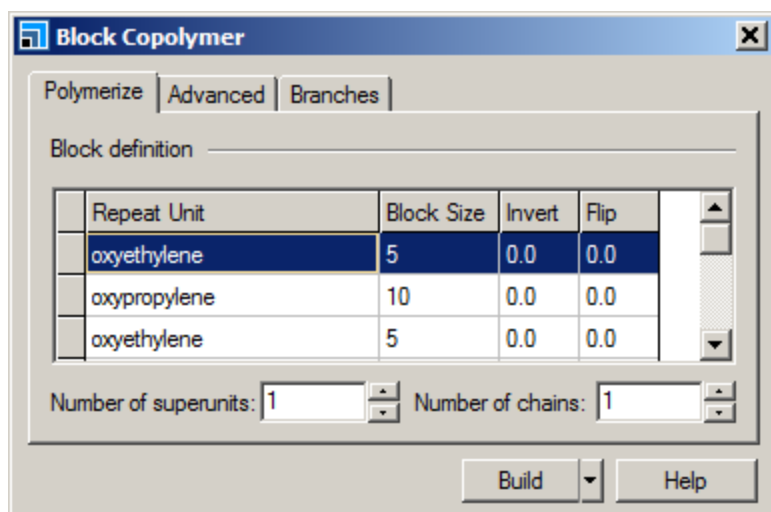 Block Copolymer
Polymerize Advanced Branches
Block definition
Repeat Unit Block Size Invert Flip
oxyethylene 5 0.0 0.0
oxypropylene 10 0.0 0.0
oxyethylene 5 0.0 0.0
Number of superunits: 1 Number of chains: 1
Build Help